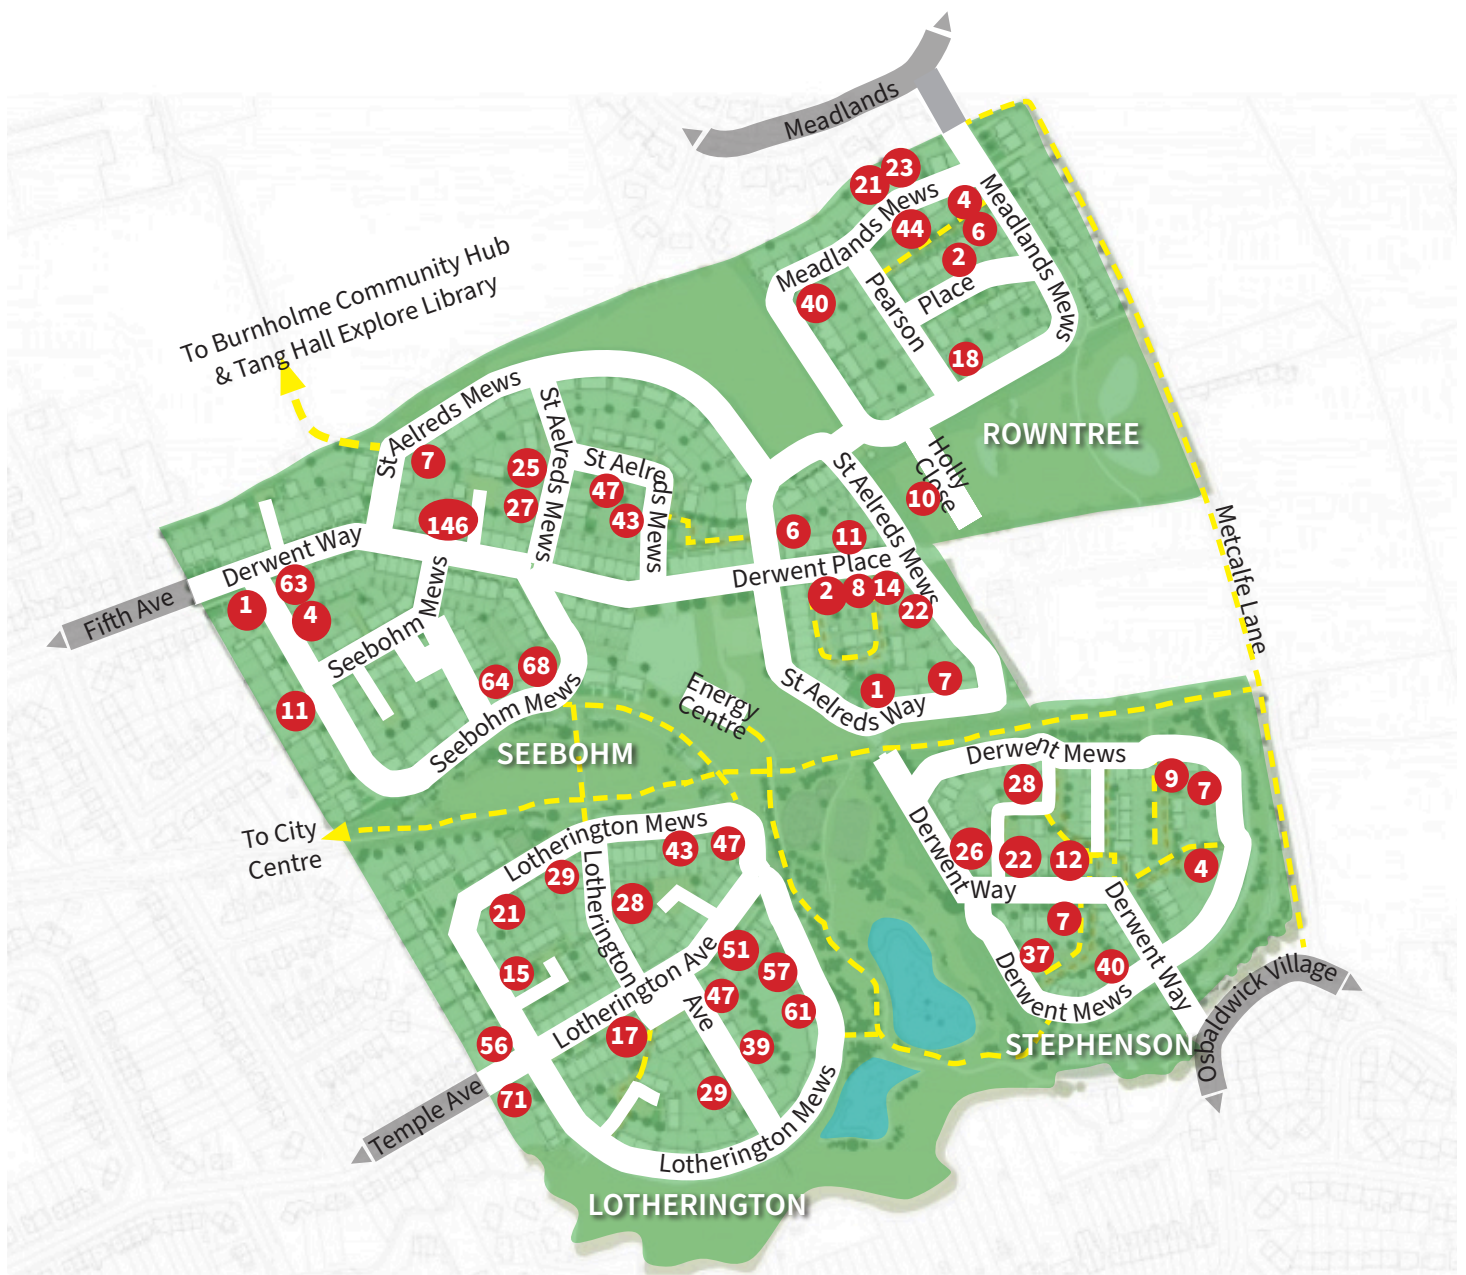 Meadlands
23
21
Meadlands Mews
4
44
6
2
Meadlands Mews
40
Pearson
Place
18
To Burnholme Community Hub
& Tang Hall Explore Library
ROWNTREE
Holly
Close
10
St Aelreds Mews
7
25
27
146
St Aelreds Mews
St Aelreds Mews
47
43
St Aelreds Mews
6
11
Derwent Place
2
8
14
22
1
7
St Aelreds Way
Metcalfe Lane
Derwent Way
Fifth Ave
63
1
4
11
Seebohm Mews
64
68
Seebohm Mews
SEEBOHM
Energy
Centre
To City
Centre
Derwent Mews
28
9
7
26
22
12
4
Derwent Way
7
37
40
Derwent Way
Derwent Mews
STEPHENSON
Osbaldwick Village
Lotherington Mews
43
47
29
28
21
15
Lotherington
Ave
51
57
47
61
Lotherington Ave
17
39
29
56
71
Temple Ave
Lotherington Mews
LOTHERINGTON